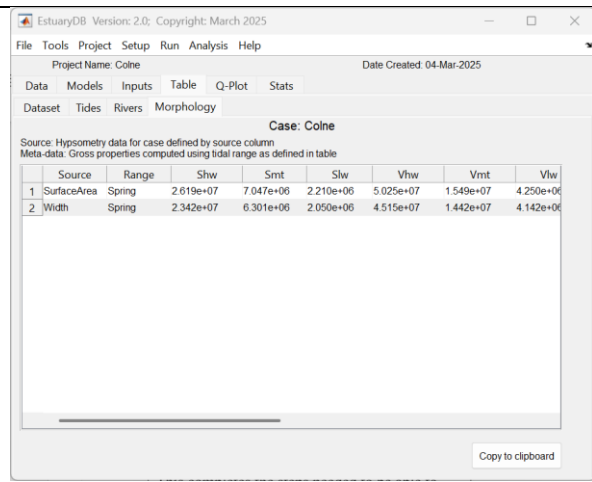 EstuaryDB Version: 2.0; Copyright: March 2025
File Tools Project Setup Run Analysis Help
Project Name: Colne Date Created: 04-Mar-2025
Data Models Inputs Table Q-Plot Stats
Dataset Tides Rivers Morphology
Case: Colne
Source: Hypsometry data for case defined by source column
Meta-data: Gross properties computed using tidal range as defined in table
Source Range Shw Smt Slw Vhw Vmt Vlw
1 SurfaceArea Spring 2.619e+07 7.047e+06 2.210e+06 5.025e+07 1.549e+07 4.250e+06
2 Width Spring 2.342e+07 6.301e+06 2.050e+06 4.515e+07 1.442e+07 4.142e+06
Copy to clipboard